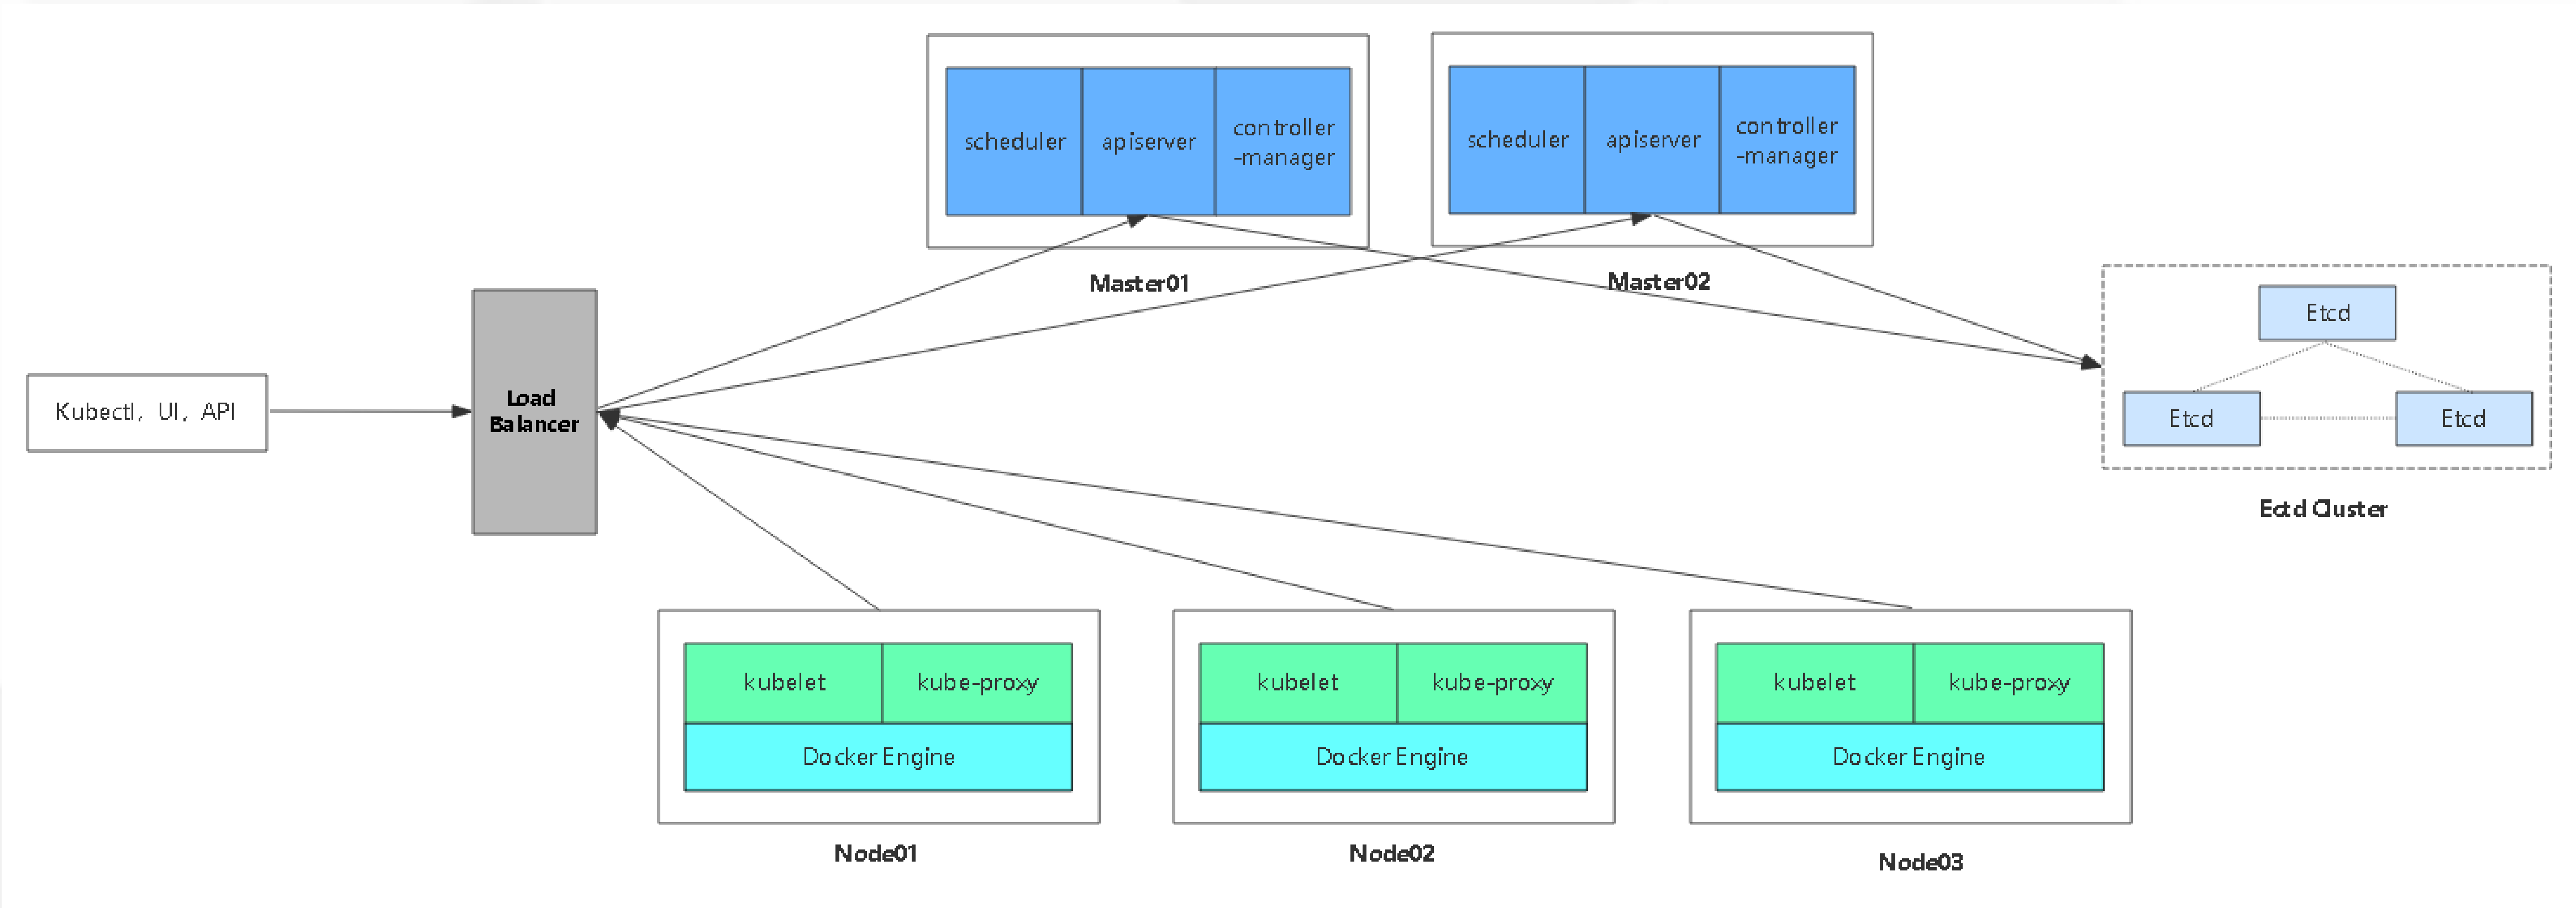 scheduler
apiserver
controller
-manager
scheduler
apiserver
controller
-manager
Master01
Master02
Kubectl，UI，API
Load
Balancer
Etcd
Etcd
Etcd
Ectd Cluster
kubelet
kube-proxy
Docker Engine
Node01
kubelet
kube-proxy
Docker Engine
Node02
kubelet
kube-proxy
Docker Engine
Node03